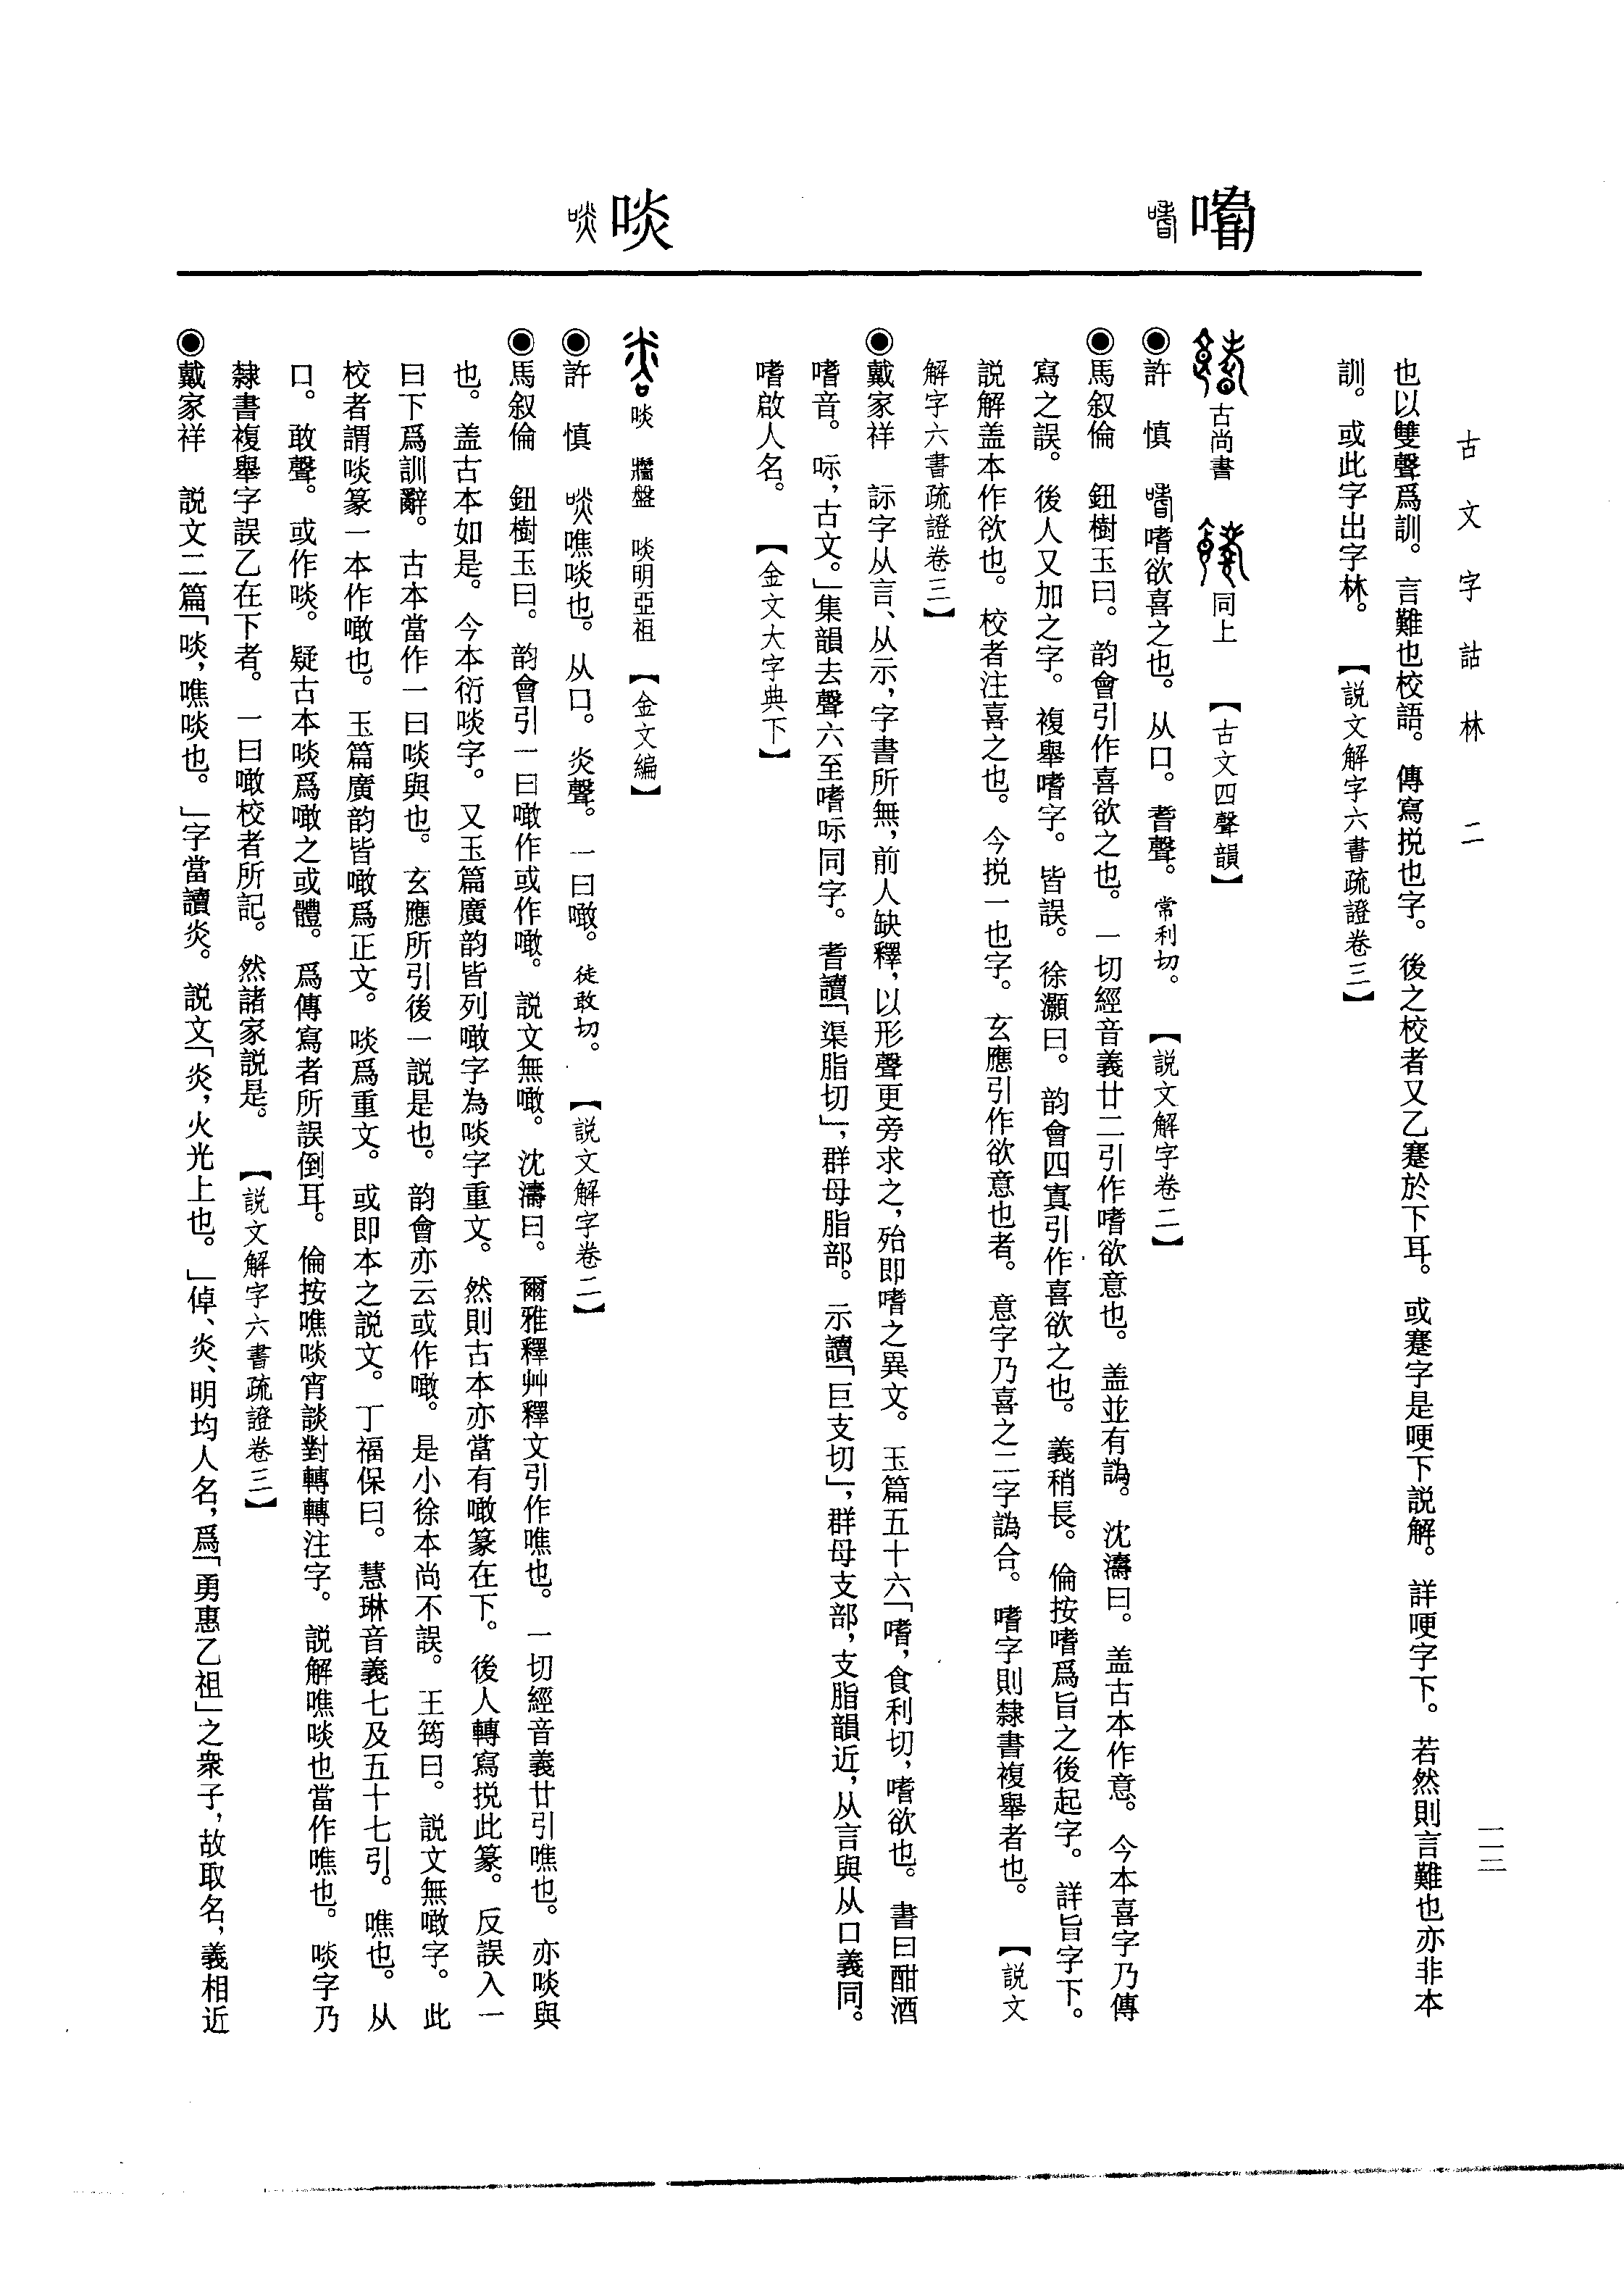 古文字詁林　二
一一二
嗜
啖
也以雙聲爲訓。言難也校語。傳寫挩也字。後之校者又乙蹇於下耳。或蹇字是哽下説解。詳哽字下。若然則言難也亦非本
訓。或此字出字林。【説文解字六書疏證卷三】
古尚書　同上　【古文四聲韻】
◉許　慎　嗜欲喜之也。从口。耆聲。常利切。【説文解字卷二】
◉馬叙倫　鈕樹玉曰。韵會引作喜欲之也。一切經音義廿二引作嗜欲意也。盖並有譌。沈濤曰。盖古本作意。今本喜字乃傳
寫之誤。後人又加之字。複舉嗜字。皆誤。徐灝曰。韵會四寘引作喜欲之也。義稍長。倫按嗜爲旨之後起字。詳旨字下。
説解盖本作欲也。校者注喜之也。今挩一也字。玄應引作欲意也者。意字乃喜之二字譌合。嗜字則隸書複舉者也。【説文
解字六書疏證卷三】
◉戴家祥　䛈字从言、从示，字書所無，前人缺釋，以形聲更旁求之，殆即嗜之異文。玉篇五十六「嗜，食利切，嗜欲也。書曰酣酒
嗜音。呩，古文。」集韻去聲六至嗜呩同字。耆讀「渠脂切」，群母脂部。示讀「巨支切」，群母支部，支脂韻近，从言與从口義同。
嗜啟人名。【金文大字典下】
啖　牆盤　啖明亞祖【金文編】
◉許　慎　噍啖也。从口。炎聲。一曰噉。徒敢切。【説文解字卷二】
◉馬叙倫　鈕樹玉曰。韵會引一曰噉作或作噉。説文無噉。沈濤曰。爾雅釋艸釋文引作噍也。一切經音義廿引噍也。亦啖與
也。盖古本如是。今本衍啖字。又玉篇廣韵皆列噉字為啖字重文。然則古本亦當有噉篆在下。後人轉寫挩此篆。反誤入一
曰下爲訓辭。古本當作一曰啖與也。玄應所引後一説是也。韵會亦云或作噉。是小徐本尚不誤。王筠曰。説文無噉字。此
校者謂啖篆一本作噉也。玉篇廣韵皆噉爲正文。啖爲重文。或即本之説文。丁福保曰。慧琳音義七及五十七引。噍也。从
口。敢聲。或作啖。疑古本啖爲噉之或體。爲傳寫者所誤倒耳。倫按噍啖宵談對轉轉注字。説解噍啖也當作噍也。啖字乃
隸書複舉字誤乙在下者。一曰噉校者所記。然諸家説是。【説文解字六書疏證卷三】
◉戴家祥　説文二篇「啖，噍啖也。」字當讀炎。説文「炎，火光上也。」倬、炎、明均人名，爲「勇惠乙祖」之衆子，故取名，義相近